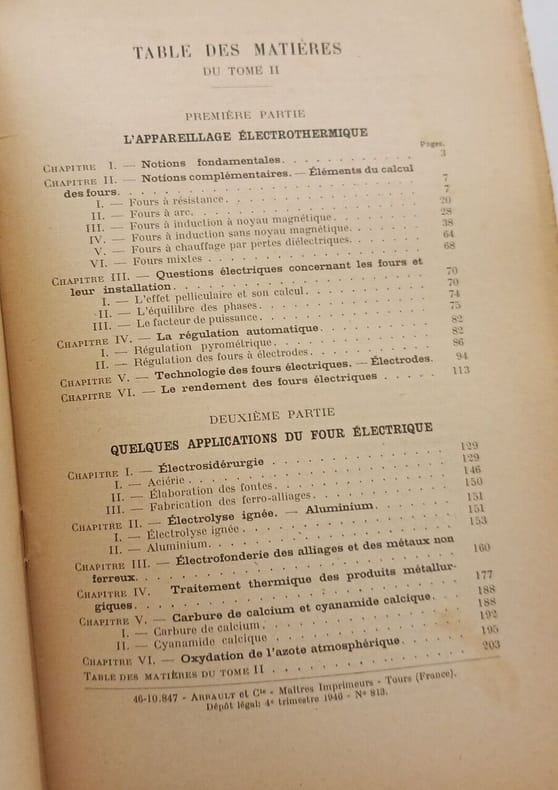 TABLE DES MATIÈRES
DU TOME II
PREMIÈRE PARTIE
L'APPAREILLAGE ÉLECTROTHERMIQUE
Pages.
CHAPITRE I. — Notions fondamentales. . . . . . . . . . 3
CHAPITRE II. — Notions complémentaires. — Éléments du calcul
des fours. . . . . . . . . . 7
I. — Fours à résistance. . . . . . . . . . 7
II. — Fours à arc. . . . . . . . . . 20
III. — Fours à induction à noyau magnétique. . . . . . . . . . 28
IV. — Fours à induction sans noyau magnétique. . . . . . . . . . 38
V. — Fours à chauffage par pertes diélectriques. . . . . . . . . . 64
VI. — Fours mixtes . . . . . . . . . . 68
CHAPITRE III. — Questions électriques concernant les fours et
leur installation. . . . . . . . . . 70
I. — L'effet pelliculaire et son calcul . . . . . . . . . . 70
II. — L'équilibre des phases. . . . . . . . . . 74
III. — Le facteur de puissance. . . . . . . . . . 75
CHAPITRE IV. — La régulation automatique . . . . . . . . . . 82
I. — Régulation pyrométrique. . . . . . . . . . 82
II. — Régulation des fours à électrodes. . . . . . . . . . 86
CHAPITRE V. — Technologie des fours électriques. — Électrodes. 94
CHAPITRE VI. — Le rendement des fours électriques . . . . . 113
DEUXIÈME PARTIE
QUELQUES APPLICATIONS DU FOUR ÉLECTRIQUE
CHAPITRE I. — Électrosidérurgie . . . . . . . . . . 129
I. — Aciérie. . . . . . . . . . 129
II. — Élaboration des fontes. . . . . . . . . . 146
III. — Fabrication des ferro-alliages . . . . . . . . . . 150
CHAPITRE II. — Électrolyse ignée. — Aluminium. . . . . . . . . . 151
I. — Électrolyse ignée. . . . . . . . . . 151
II. — Aluminium. . . . . . . . . . 153
CHAPITRE III. — Électrofonderie des alliages et des métaux non
ferreux. . . . . . . . . . 160
CHAPITRE IV. Traitement thermique des produits métallur-
giques. . . . . . . . . . 177
CHAPITRE V. — Carbure de calcium et cyanamide calcique. . . 188
I. — Carbure de calcium. . . . . . . . . . 188
II. — Cyanamide calcique . . . . . . . . . . 192
CHAPITRE VI. — Oxydation de l'azote atmosphérique. . . . . 195
TABLE DES MATIÈRES DU TOME II . . . . . . . . . . 203
46-10.847 - ARRAULT et Cie - Maîtres Imprimeurs - Tours (France).
Dépôt légal: 4e trimestre 1946 - N° 813.